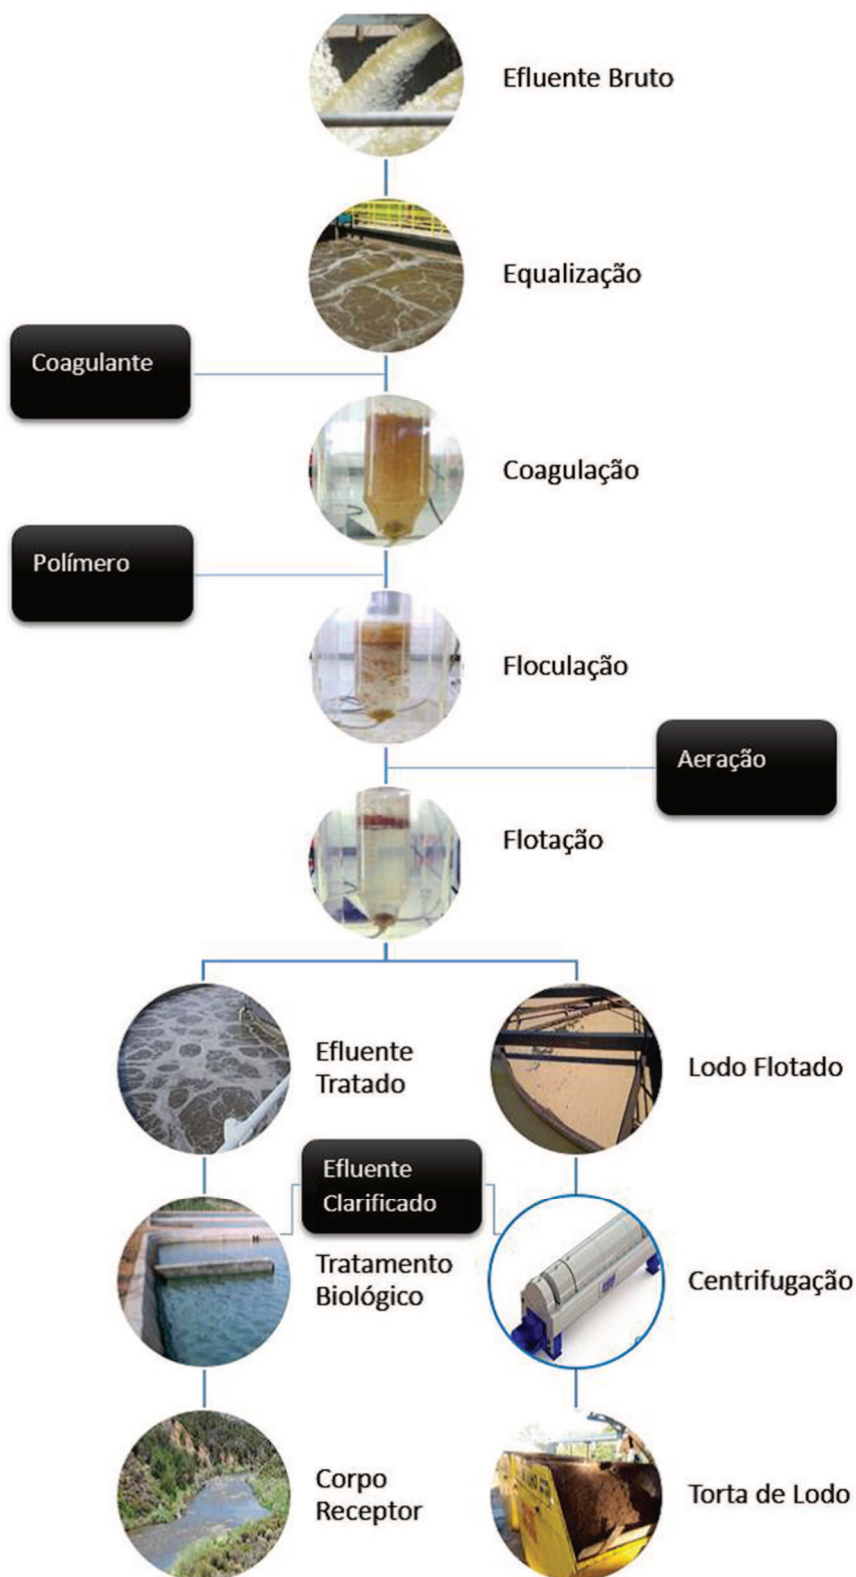 Efluente Bruto
Equalização
Coagulante
Coagulação
Polímero
Floculação
Aeração
Flotação
Efluente
Tratado
Lodo Flotado
Efluente
Clarificado
Tratamento
Biológico
Centrifugação
Corpo
Receptor
Torta de Lodo